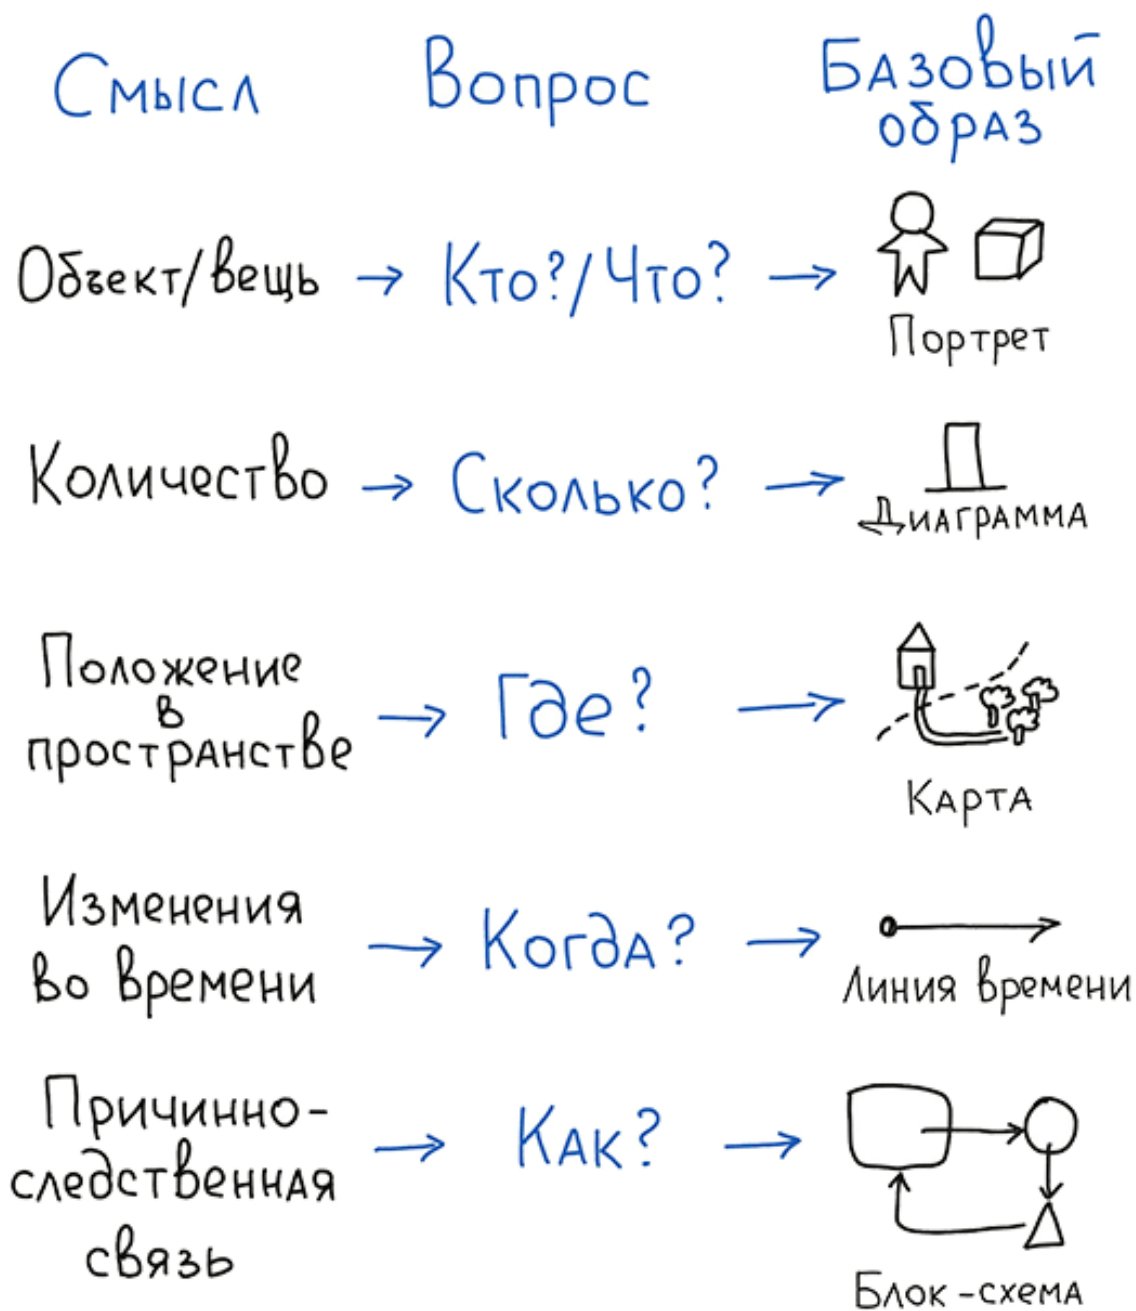 Смысл Вопрос Базовый
образ
Объект/вещь → Кто?/Что? →
Портрет
Количество → Сколько? →
Диаграмма
Положение
в
пространстве → Где? →
Карта
Изменения
во времени → Когда? →
Линия времени
Причинно-
следственная
связь → Как? →
Блок-схема